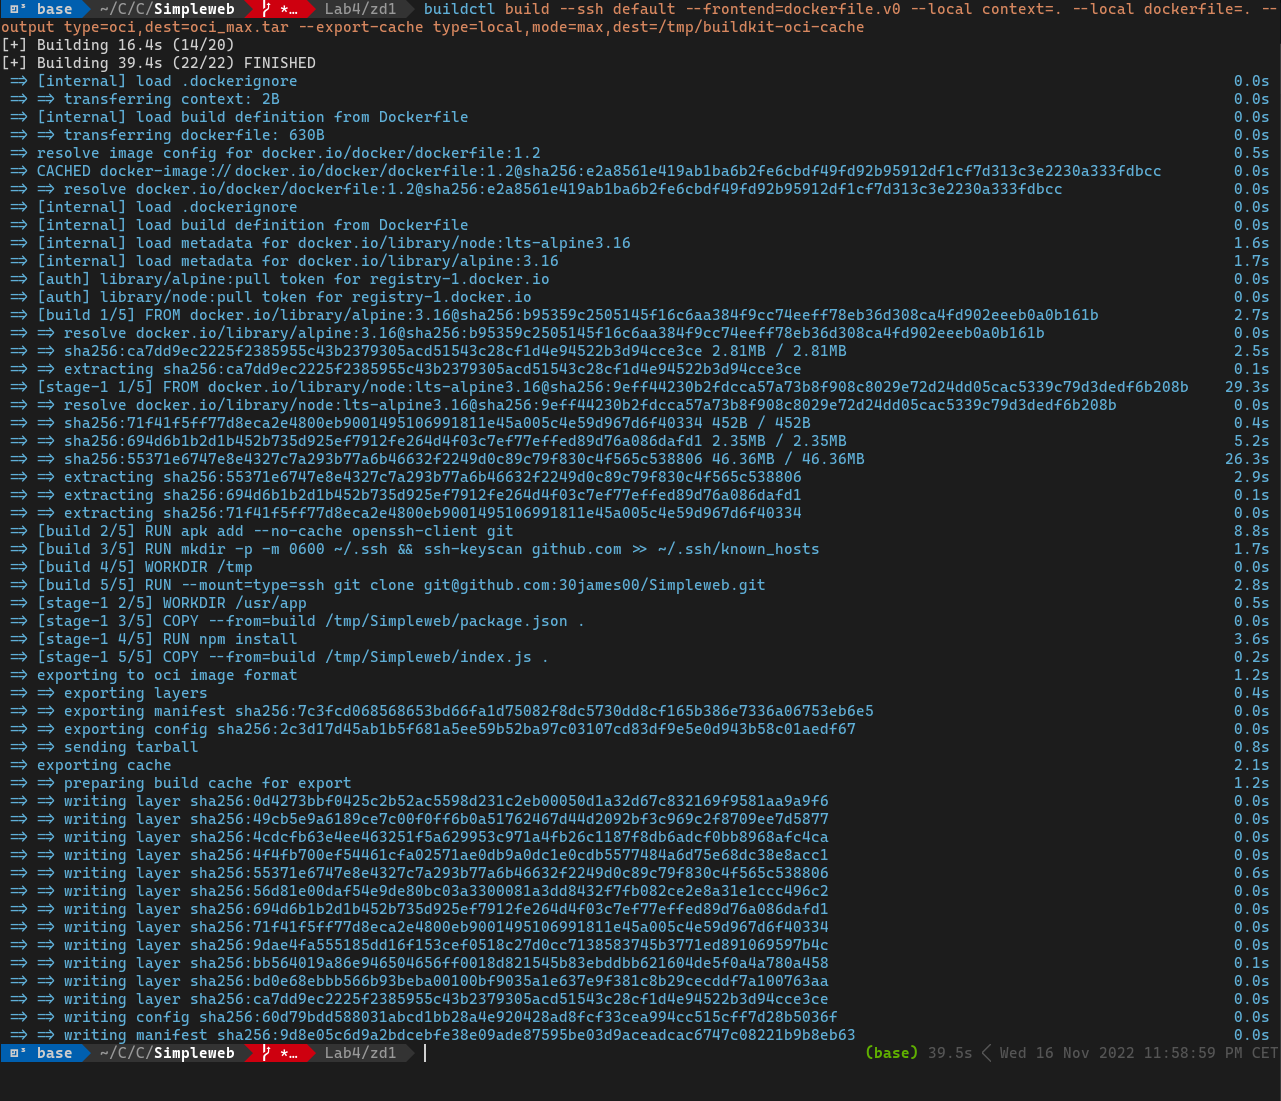 base ~/C/C/Simpleweb *… Lab4/zd1 buildctl build --ssh default --frontend=dockerfile.v0 --local context=. --local dockerfile=. --
output type=oci,dest=oci_max.tar --export-cache type=local,mode=max,dest=/tmp/buildkit-oci-cache
[+] Building 16.4s (14/20)
[+] Building 39.4s (22/22) FINISHED
=> [internal] load .dockerignore 0.0s
=> => transferring context: 2B 0.0s
=> [internal] load build definition from Dockerfile 0.0s
=> => transferring dockerfile: 630B 0.0s
=> resolve image config for docker.io/docker/dockerfile:1.2 0.5s
=> CACHED docker-image://docker.io/docker/dockerfile:1.2@sha256:e2a8561e419ab1ba6b2fe6cbdf49fd92b95912df1cf7d313c3e2230a333fdbcc 0.0s
=> => resolve docker.io/docker/dockerfile:1.2@sha256:e2a8561e419ab1ba6b2fe6cbdf49fd92b95912df1cf7d313c3e2230a333fdbcc 0.0s
=> [internal] load .dockerignore 0.0s
=> [internal] load build definition from Dockerfile 0.0s
=> [internal] load metadata for docker.io/library/node:lts-alpine3.16 1.6s
=> [internal] load metadata for docker.io/library/alpine:3.16 1.7s
=> [auth] library/alpine:pull token for registry-1.docker.io 0.0s
=> [auth] library/node:pull token for registry-1.docker.io 0.0s
=> [build 1/5] FROM docker.io/library/alpine:3.16@sha256:b95359c2505145f16c6aa384f9cc74eeff78eb36d308ca4fd902eeeb0a0b161b 2.7s
=> => resolve docker.io/library/alpine:3.16@sha256:b95359c2505145f16c6aa384f9cc74eeff78eb36d308ca4fd902eeeb0a0b161b 0.0s
=> => sha256:ca7dd9ec2225f2385955c43b2379305acd51543c28cf1d4e94522b3d94cce3ce 2.81MB / 2.81MB 2.5s
=> => extracting sha256:ca7dd9ec2225f2385955c43b2379305acd51543c28cf1d4e94522b3d94cce3ce 0.1s
=> [stage-1 1/5] FROM docker.io/library/node:lts-alpine3.16@sha256:9eff44230b2fdcca57a73b8f908c8029e72d24dd05cac5339c79d3dedf6b208b 29.3s
=> => resolve docker.io/library/node:lts-alpine3.16@sha256:9eff44230b2fdcca57a73b8f908c8029e72d24dd05cac5339c79d3dedf6b208b 0.0s
=> => sha256:71f41f5ff77d8eca2e4800eb9001495106991811e45a005c4e59d967d6f40334 452B / 452B 0.4s
=> => sha256:694d6b1b2d1b452b735d925ef7912fe264d4f03c7ef77effed89d76a086dafd1 2.35MB / 2.35MB 5.2s
=> => sha256:55371e6747e8e4327c7a293b77a6b46632f2249d0c89c79f830c4f565c538806 46.36MB / 46.36MB 26.3s
=> => extracting sha256:55371e6747e8e4327c7a293b77a6b46632f2249d0c89c79f830c4f565c538806 2.9s
=> => extracting sha256:694d6b1b2d1b452b735d925ef7912fe264d4f03c7ef77effed89d76a086dafd1 0.1s
=> => extracting sha256:71f41f5ff77d8eca2e4800eb9001495106991811e45a005c4e59d967d6f40334 0.0s
=> [build 2/5] RUN apk add --no-cache openssh-client git 8.8s
=> [build 3/5] RUN mkdir -p -m 0600 ~/.ssh && ssh-keyscan github.com >> ~/.ssh/known_hosts 1.7s
=> [build 4/5] WORKDIR /tmp 0.0s
=> [build 5/5] RUN --mount=type=ssh git clone git@github.com:30james00/Simpleweb.git 2.8s
=> [stage-1 2/5] WORKDIR /usr/app 0.5s
=> [stage-1 3/5] COPY --from=build /tmp/Simpleweb/package.json . 0.0s
=> [stage-1 4/5] RUN npm install 3.6s
=> [stage-1 5/5] COPY --from=build /tmp/Simpleweb/index.js . 0.2s
=> exporting to oci image format 1.2s
=> => exporting layers 0.4s
=> => exporting manifest sha256:7c3fcd068568653bd66fa1d75082f8dc5730dd8cf165b386e7336a06753eb6e5 0.0s
=> => exporting config sha256:2c3d17d45ab1b5f681a5ee59b52ba97c03107cd83df9e5e0d943b58c01aedf67 0.0s
=> => sending tarball 0.8s
=> exporting cache 2.1s
=> => preparing build cache for export 1.2s
=> => writing layer sha256:0d4273bbf0425c2b52ac5598d231c2eb00050d1a32d67c832169f9581aa9a9f6 0.0s
=> => writing layer sha256:49cb5e9a6189ce7c00f0ff6b0a51762467d44d2092bf3c969c2f8709ee7d5877 0.0s
=> => writing layer sha256:4cdcfb63e4ee463251f5a629953c971a4fb26c1187f8db6adcf0bb8968afc4ca 0.0s
=> => writing layer sha256:4f4fb700ef54461cfa02571ae0db9a0dc1e0cdb5577484a6d75e68dc38e8acc1 0.0s
=> => writing layer sha256:55371e6747e8e4327c7a293b77a6b46632f2249d0c89c79f830c4f565c538806 0.6s
=> => writing layer sha256:56d81e00daf54e9de80bc03a3300081a3dd8432f7fb082ce2e8a31e1ccc496c2 0.0s
=> => writing layer sha256:694d6b1b2d1b452b735d925ef7912fe264d4f03c7ef77effed89d76a086dafd1 0.0s
=> => writing layer sha256:71f41f5ff77d8eca2e4800eb9001495106991811e45a005c4e59d967d6f40334 0.0s
=> => writing layer sha256:9dae4fa555185dd16f153cef0518c27d0cc7138583745b3771ed891069597b4c 0.0s
=> => writing layer sha256:bb564019a86e946504656ff0018d821545b83ebddbb621604de5f0a4a780a458 0.1s
=> => writing layer sha256:bd0e68ebbb566b93beba00100bf9035a1e637e9f381c8b29cecddf7a100763aa 0.0s
=> => writing layer sha256:ca7dd9ec2225f2385955c43b2379305acd51543c28cf1d4e94522b3d94cce3ce 0.0s
=> => writing config sha256:60d79bdd588031abcd1bb28a4e920428ad8fcf33cea994cc515cff7d28b5036f 0.0s
=> => writing manifest sha256:9d8e05c6d9a2bdcebfe38e09ade87595be03d9aceadcac6747c08221b9b8eb63 0.0s
base ~/C/C/Simpleweb *… Lab4/zd1 (base) 39.5s < Wed 16 Nov 2022 11:58:59 PM CET